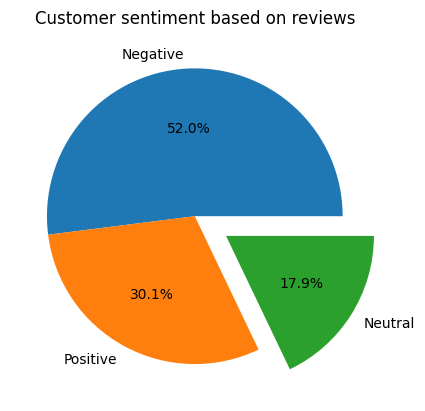 Customer sentiment based on reviews
Negative
52.0%
30.1%
17.9%
Positive
Neutral